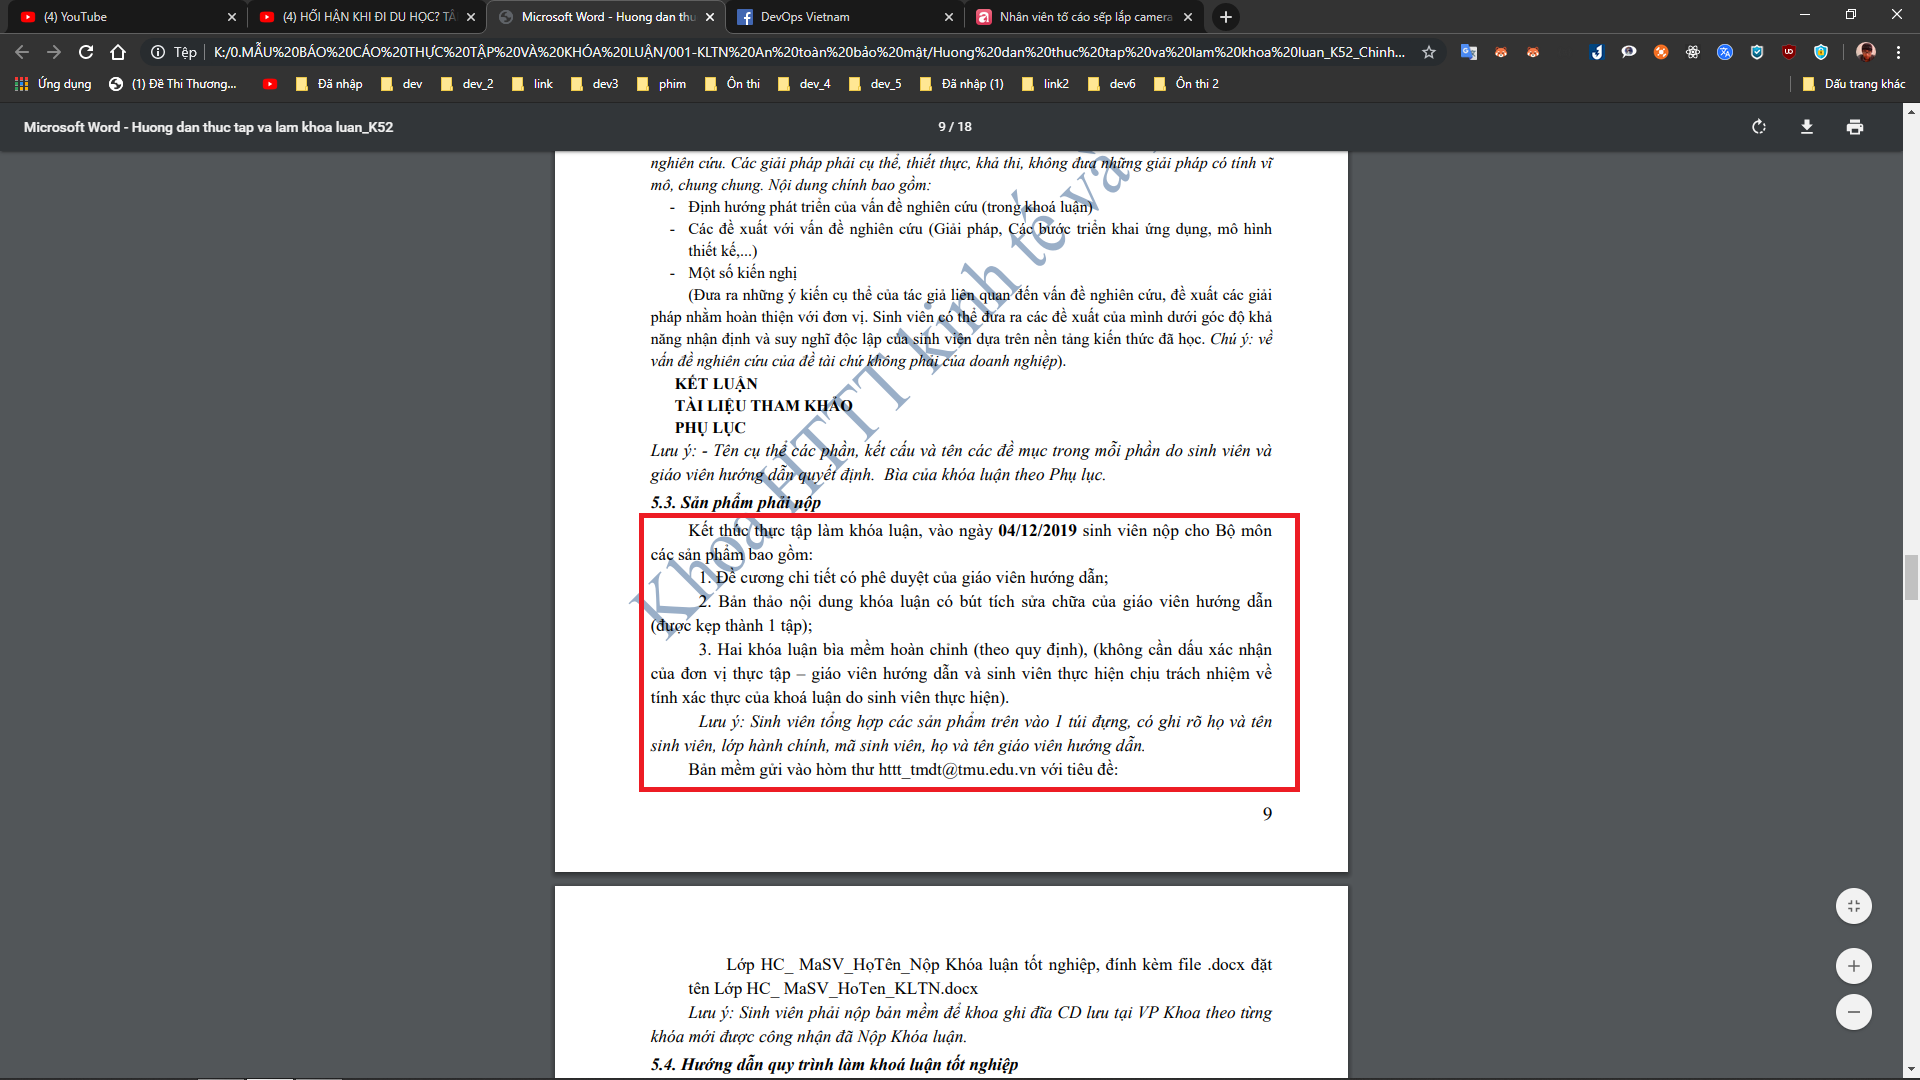 (4) YouTube
(4) HỐI HẬN KHI ĐI DU HỌC? TÂ
Microsoft Word - Huong dan thu
DevOps Vietnam
Nhân viên tố cáo sếp lắp camera
Tệp
K:/0.MẪU%20BÁO%20CÁO%20THỰC%20TẬP%20VÀ%20KHÓA%20LUẬN/001-KLTN%20An%20toàn%20bảo%20mật/Huong%20dan%20thuc%20tap%20va%20lam%20khoa%20luan_K52_Chinh...
Ứng dụng
(1) Đề Thi Thương...
Đã nhập
dev
dev_2
link
dev3
phim
Ôn thi
dev_4
dev_5
Đã nhập (1)
link2
dev6
Ôn thi 2
Dấu trang khác
Microsoft Word - Huong dan thuc tap va lam khoa luan_K52
9 / 18
nghiên cứu. Các giải pháp phải cụ thể, thiết thực, khả thi, không đưa những giải pháp có tính vĩ
mô, chung chung. Nội dung chính bao gồm:
- Định hướng phát triển của vấn đề nghiên cứu (trong khoá luận)
- Các đề xuất với vấn đề nghiên cứu (Giải pháp, Các bước triển khai ứng dụng, mô hình
thiết kế,...)
- Một số kiến nghị
(Đưa ra những ý kiến cụ thể của tác giả liên quan đến vấn đề nghiên cứu, đề xuất các giải
pháp nhằm hoàn thiện với đơn vị. Sinh viên có thể đưa ra các đề xuất của mình dưới góc độ khả
năng nhận định và suy nghĩ độc lập của sinh viên dựa trên nền tảng kiến thức đã học. Chú ý: về
vấn đề nghiên cứu của đề tài chứ không phải của doanh nghiệp).
KẾT LUẬN
TÀI LIỆU THAM KHẢO
PHỤ LỤC
Lưu ý: - Tên cụ thể các phần, kết cấu và tên các đề mục trong mỗi phần do sinh viên và
giáo viên hướng dẫn quyết định. Bìa của khóa luận theo Phụ lục.
5.3. Sản phẩm phải nộp
Kết thúc thực tập làm khóa luận, vào ngày 04/12/2019 sinh viên nộp cho Bộ môn
các sản phẩm bao gồm:
1. Đề cương chi tiết có phê duyệt của giáo viên hướng dẫn;
2. Bản thảo nội dung khóa luận có bút tích sửa chữa của giáo viên hướng dẫn
(được kẹp thành 1 tập);
3. Hai khóa luận bìa mềm hoàn chỉnh (theo quy định), (không cần dấu xác nhận
của đơn vị thực tập – giáo viên hướng dẫn và sinh viên thực hiện chịu trách nhiệm về
tính xác thực của khoá luận do sinh viên thực hiện).
Lưu ý: Sinh viên tổng hợp các sản phẩm trên vào 1 túi đựng, có ghi rõ họ và tên
sinh viên, lớp hành chính, mã sinh viên, họ và tên giáo viên hướng dẫn.
Bản mềm gửi vào hòm thư httt_tmdt@tmu.edu.vn với tiêu đề:
Khoa HTTT kinh tế và
9
Lớp HC_ MaSV_HọTên_Nộp Khóa luận tốt nghiệp, đính kèm file .docx đặt
tên Lớp HC_ MaSV_HoTen_KLTN.docx
Lưu ý: Sinh viên phải nộp bản mềm để khoa ghi đĩa CD lưu tại VP Khoa theo từng
khóa mới được công nhận đã Nộp Khóa luận.
5.4. Hướng dẫn quy trình làm khoá luận tốt nghiệp